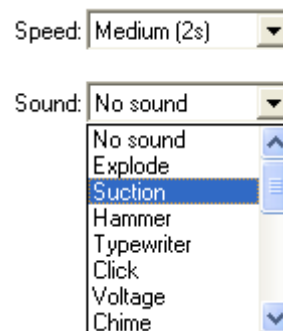 Speed: Medium (2s)
Sound: No sound
No sound
Explode
Suction
Hammer
Typewriter
Click
Voltage
Chime